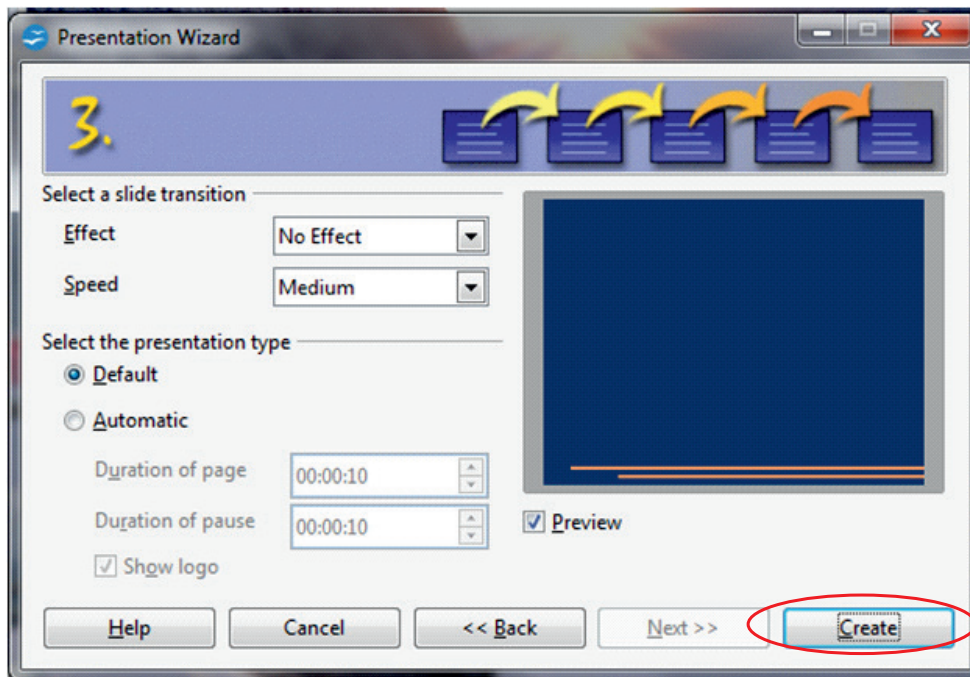 Presentation Wizard
3.
Select a slide transition
Effect No Effect
Speed Medium
Select the presentation type
Default
Automatic
Duration of page 00:00:10
Duration of pause 00:00:10
Preview
Show logo
Help Cancel << Back Next >> Create